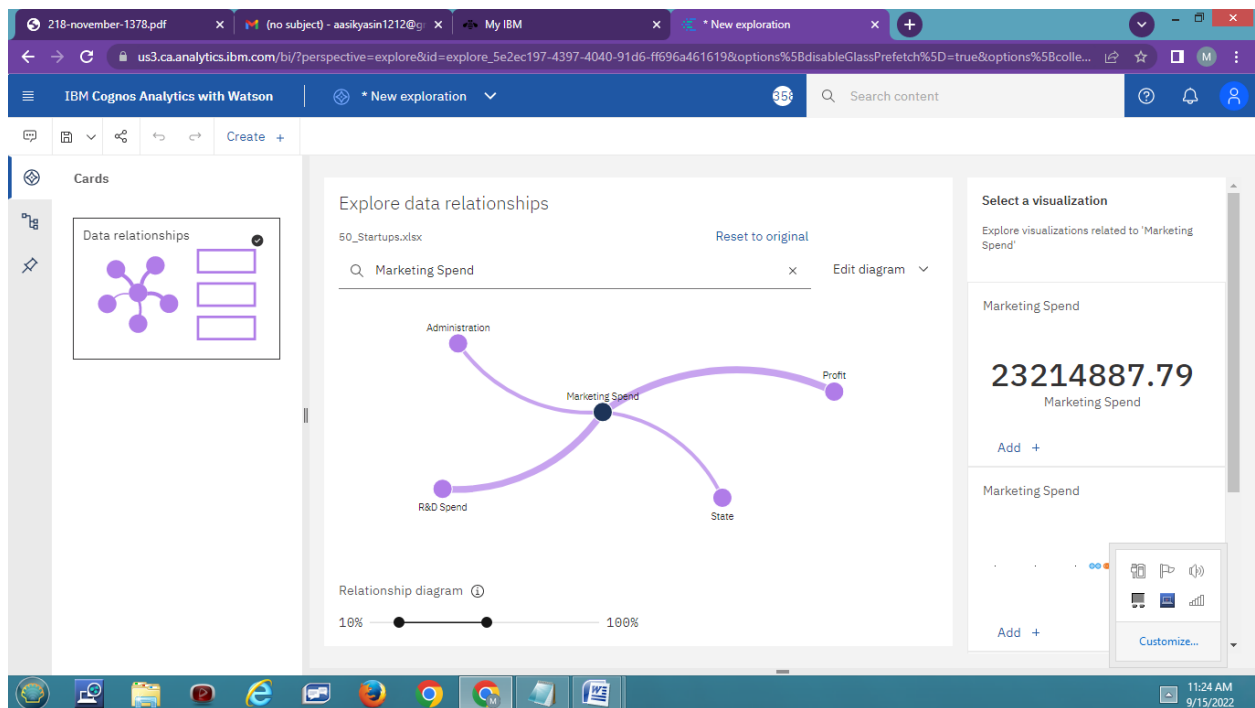 218-november-1378.pdf
(no subject) - aasikyasin1212@gr
My IBM
* New exploration
us3.ca.analytics.ibm.com/bi/?perspective=explore&id=explore_5e2ec197-4397-4040-91d6-ff696a461619&options%5BdisableGlassPrefetch%5D=true&options%5Bcolle...
M
IBM Cognos Analytics with Watson
* New exploration
Search content
Create +
Cards
Data relationships
Explore data relationships
50_Startups.xlsx
Reset to original
Marketing Spend
Edit diagram
Administration
Profit
Marketing Spend
R&D Spend
State
Relationship diagram
10%
100%
Select a visualization
Explore visualizations related to 'Marketing
Spend'
Marketing Spend
23214887.79
Marketing Spend
Add +
Marketing Spend
Add +
Customize...
11:24 AM
9/15/2022